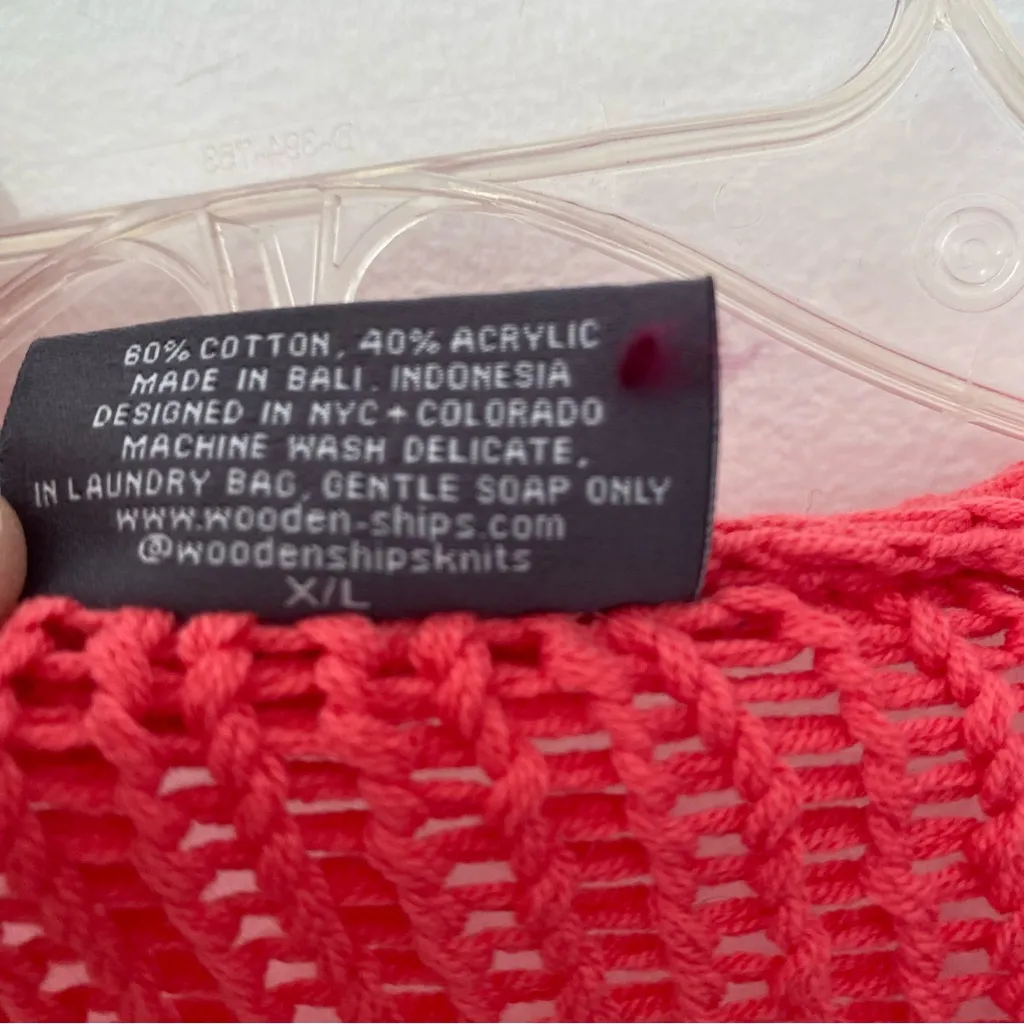 60% COTTON, 40% ACRYLIC
MADE IN BALI, INDONESIA
DESIGNED IN NYC + COLORADO
MACHINE WASH DELICATE,
IN LAUNDRY BAG, GENTLE SOAP ONLY
www.wooden-ships.com
@woodenshipsknits
X/L